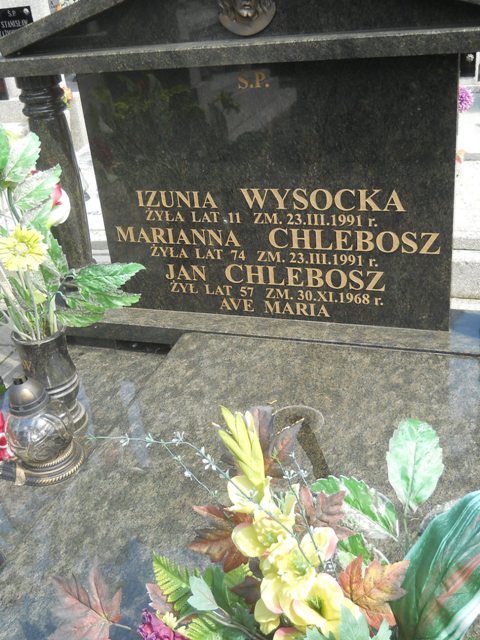 S.P.
STANISŁAW
S.P.
IZUNIA WYSOCKA
ŻYŁA LAT 11 ZM. 23.III.1991 r.
MARIANNA CHLEBOSZ
ŻYŁA LAT 74 ZM. 23.III.1991 r.
JAN CHLEBOSZ
ŻYŁ LAT 57 ZM. 30.XI.1968 r.
AVE MARIA